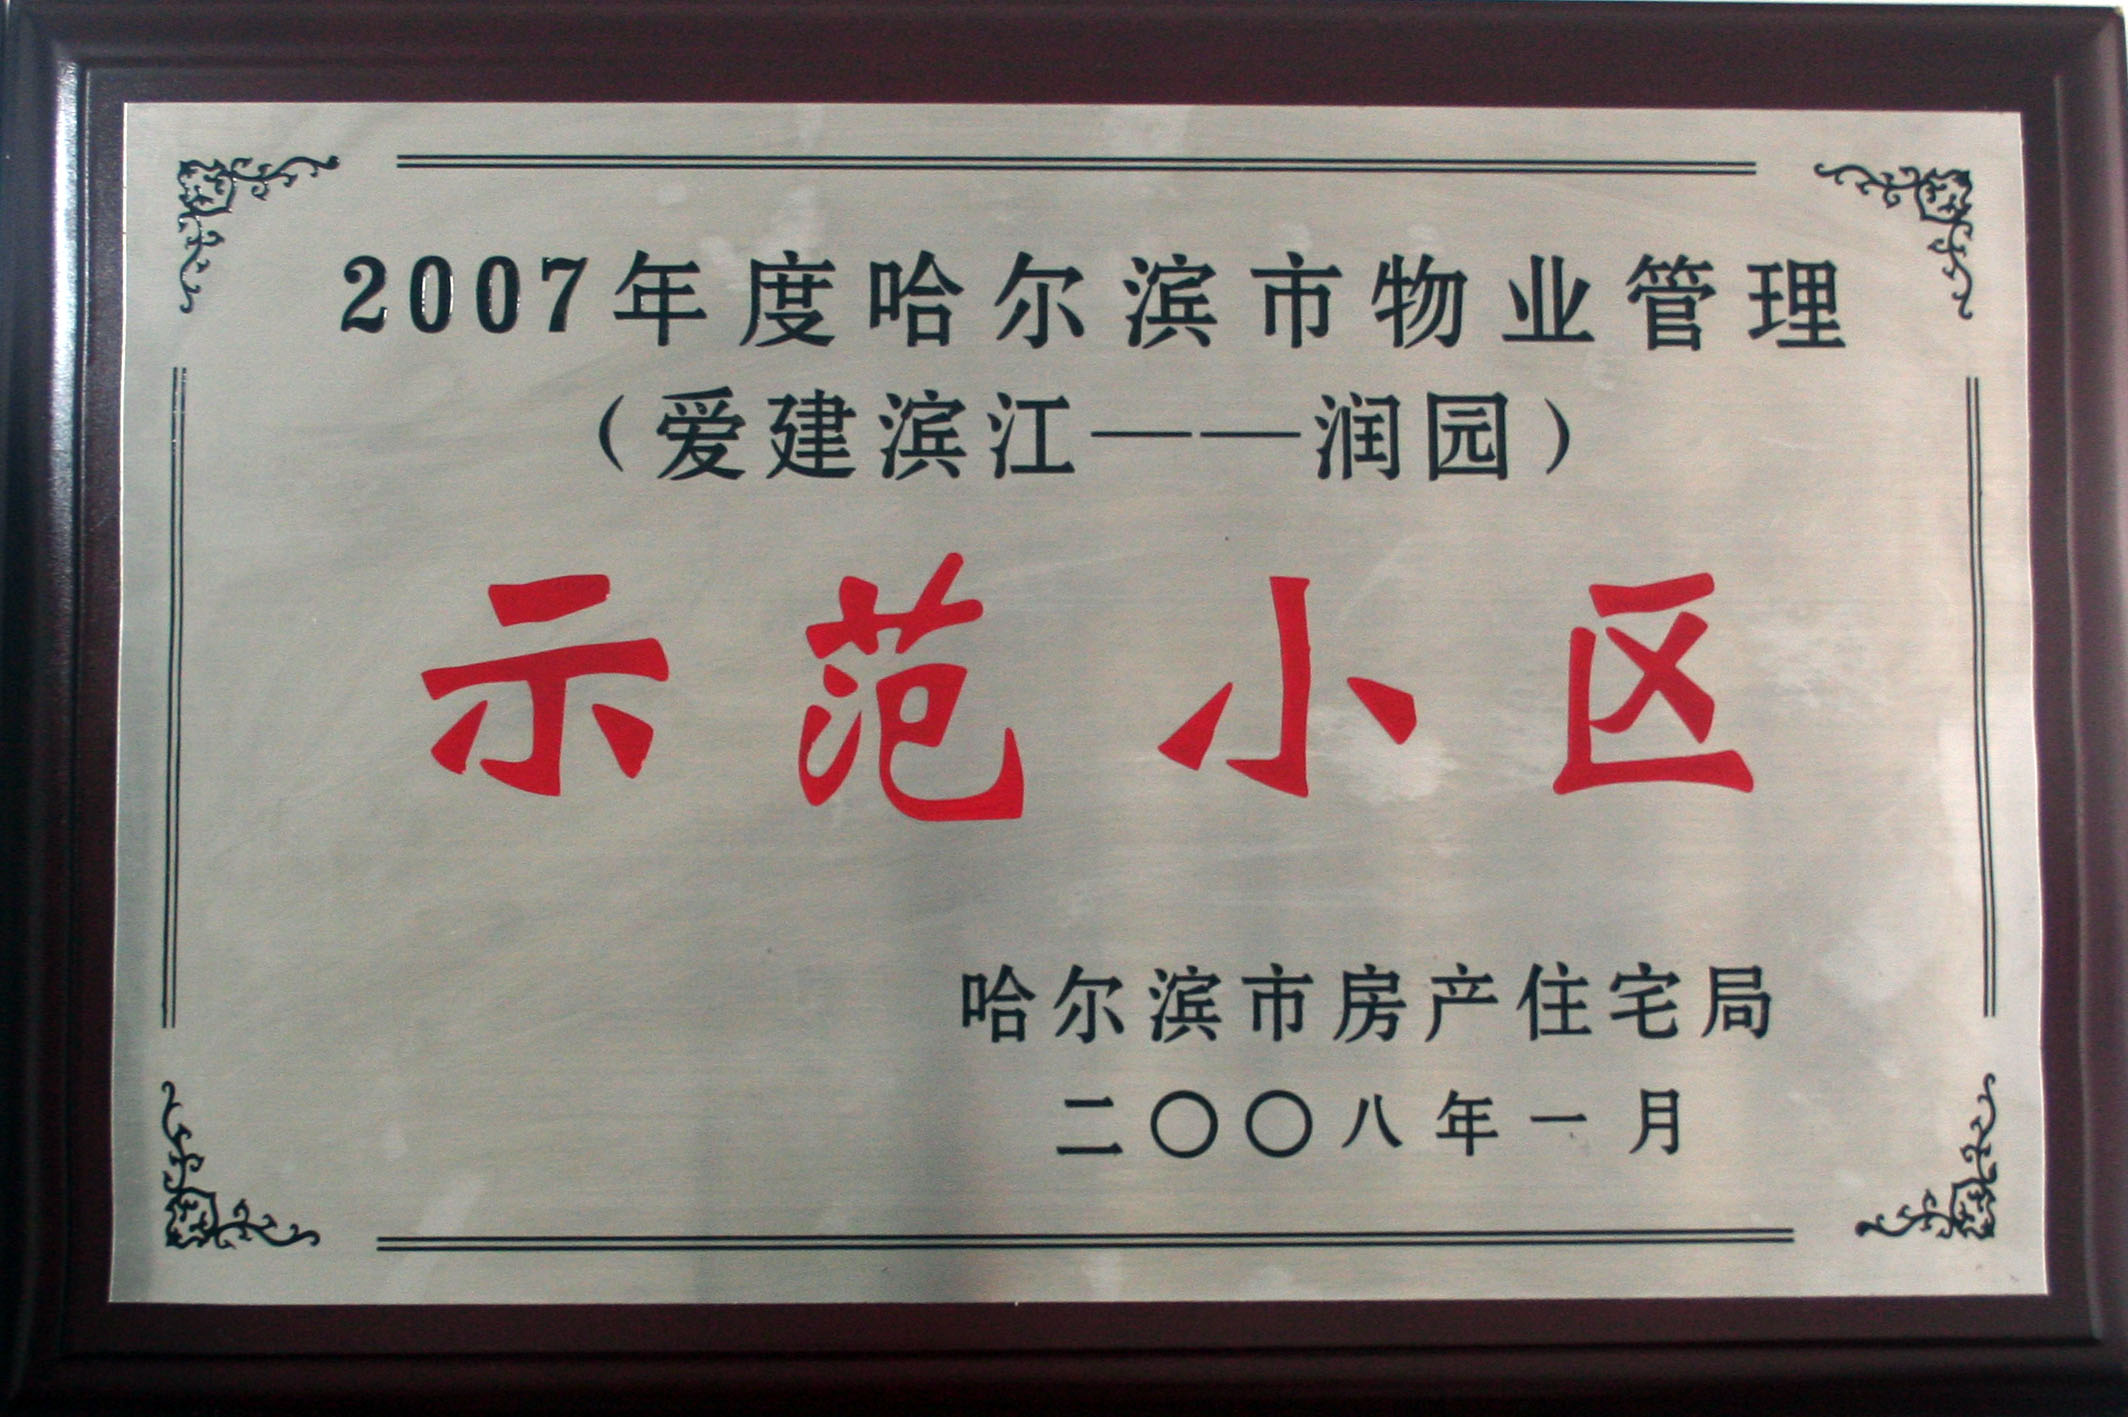 2007年度哈尔滨市物业管理
（爱建滨江——润园）
示范小区
哈尔滨市房产住宅局
二〇〇八年一月